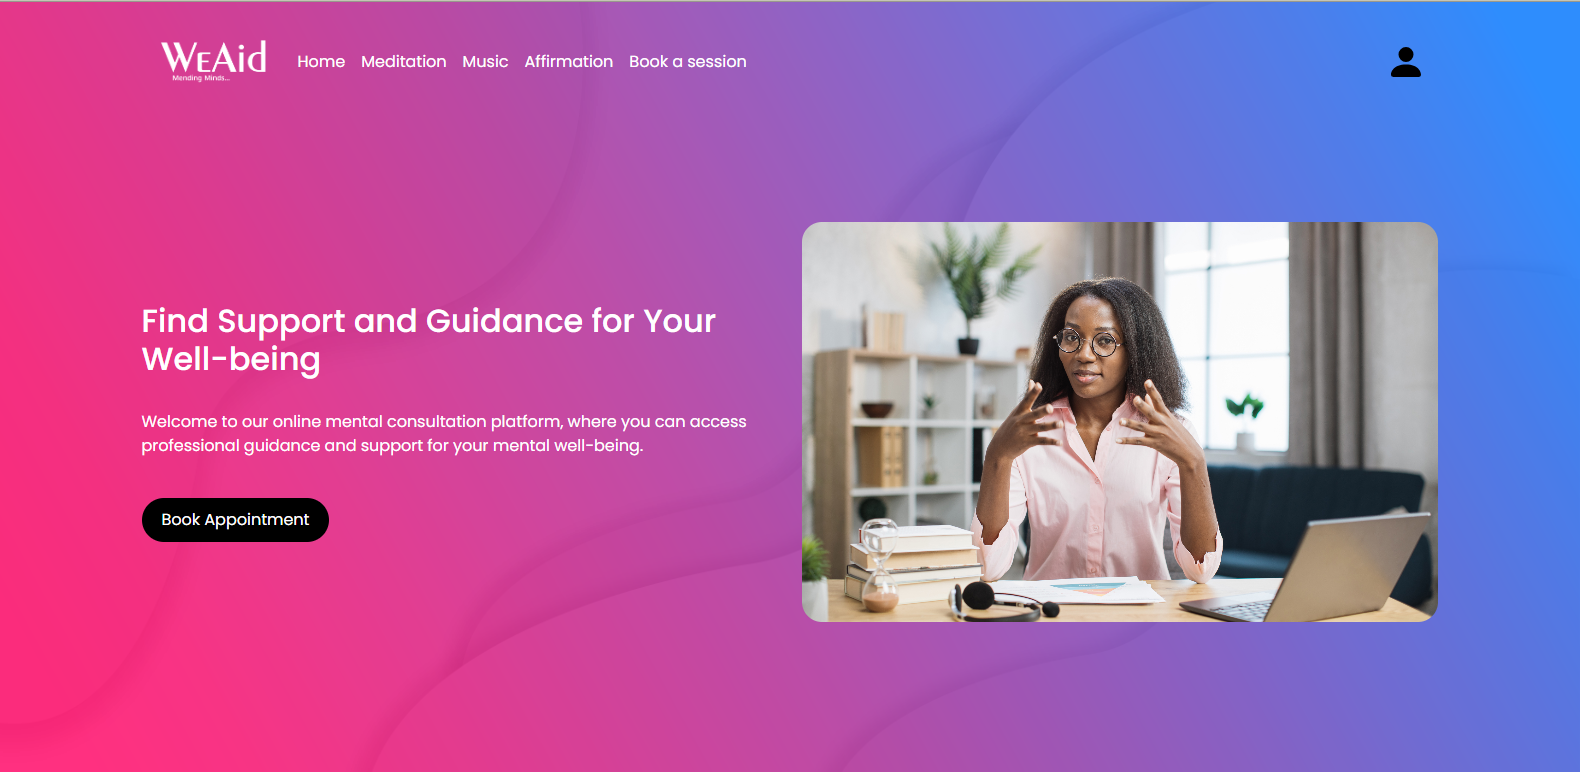 WEAid
Mending Minds...
Home Meditation Music Affirmation Book a session
Find Support and Guidance for Your
Well-being
Welcome to our online mental consultation platform, where you can access
professional guidance and support for your mental well-being.
Book Appointment